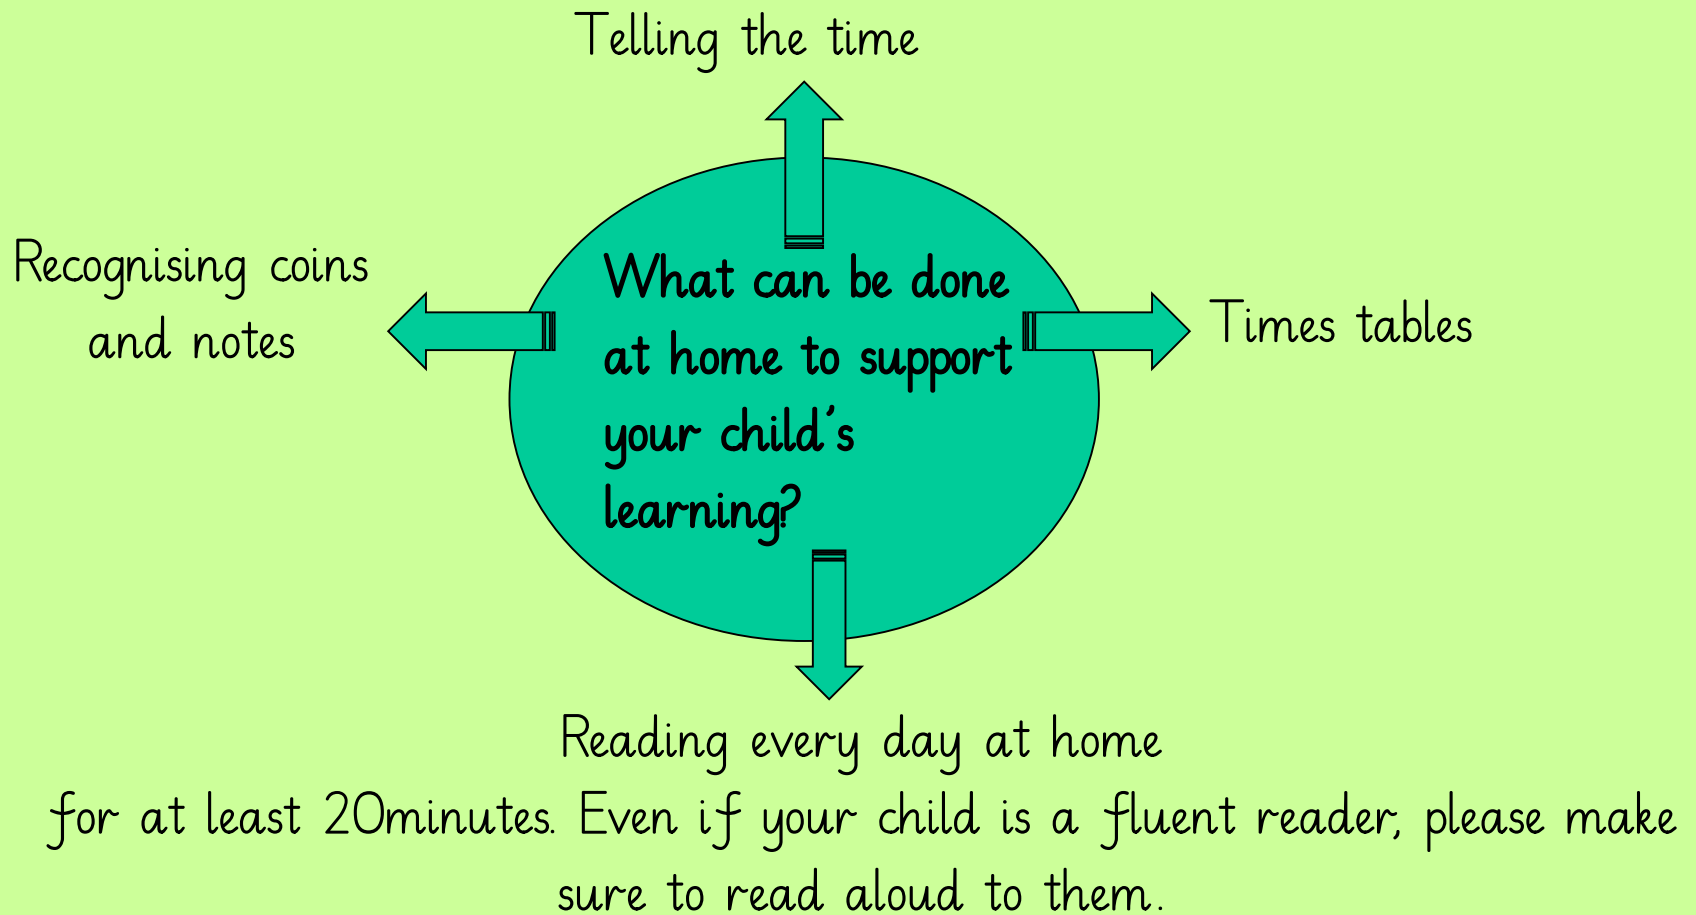 Telling the time
Recognising coins
and notes
What can be done
at home to support
your child's
learning?
Times tables
Reading every day at home
for at least 20minutes. Even if your child is a fluent reader, please make
sure to read aloud to them.